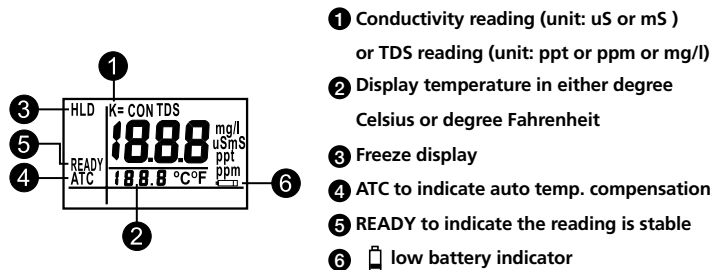 1
3 HLD K= CON TDS
18.8.8 mg/l
uSmS
5 READY ppt
4 ATC 18.8.8 °C°F ppm
6
2
1 Conductivity reading (unit: uS or mS )
or TDS reading (unit: ppt or ppm or mg/l)
2 Display temperature in either degree
Celsius or degree Fahrenheit
3 Freeze display
4 ATC to indicate auto temp. compensation
5 READY to indicate the reading is stable
6 low battery indicator